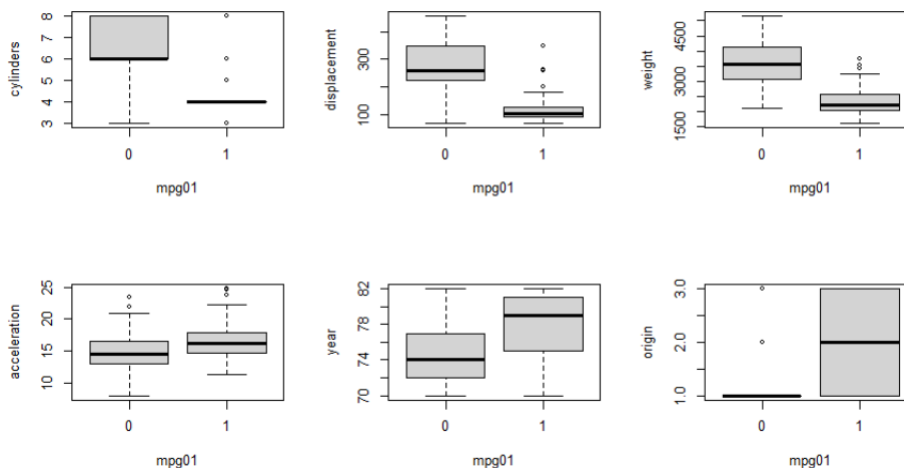 cylinders
8
7
6
5
4
3
0 1
mpg01
displacement
300
100
0 1
mpg01
weight
4500
3000
1500
0 1
mpg01
acceleration
25
20
15
10
0 1
mpg01
year
82
78
74
70
0 1
mpg01
origin
3.0
2.0
1.0
0 1
mpg01